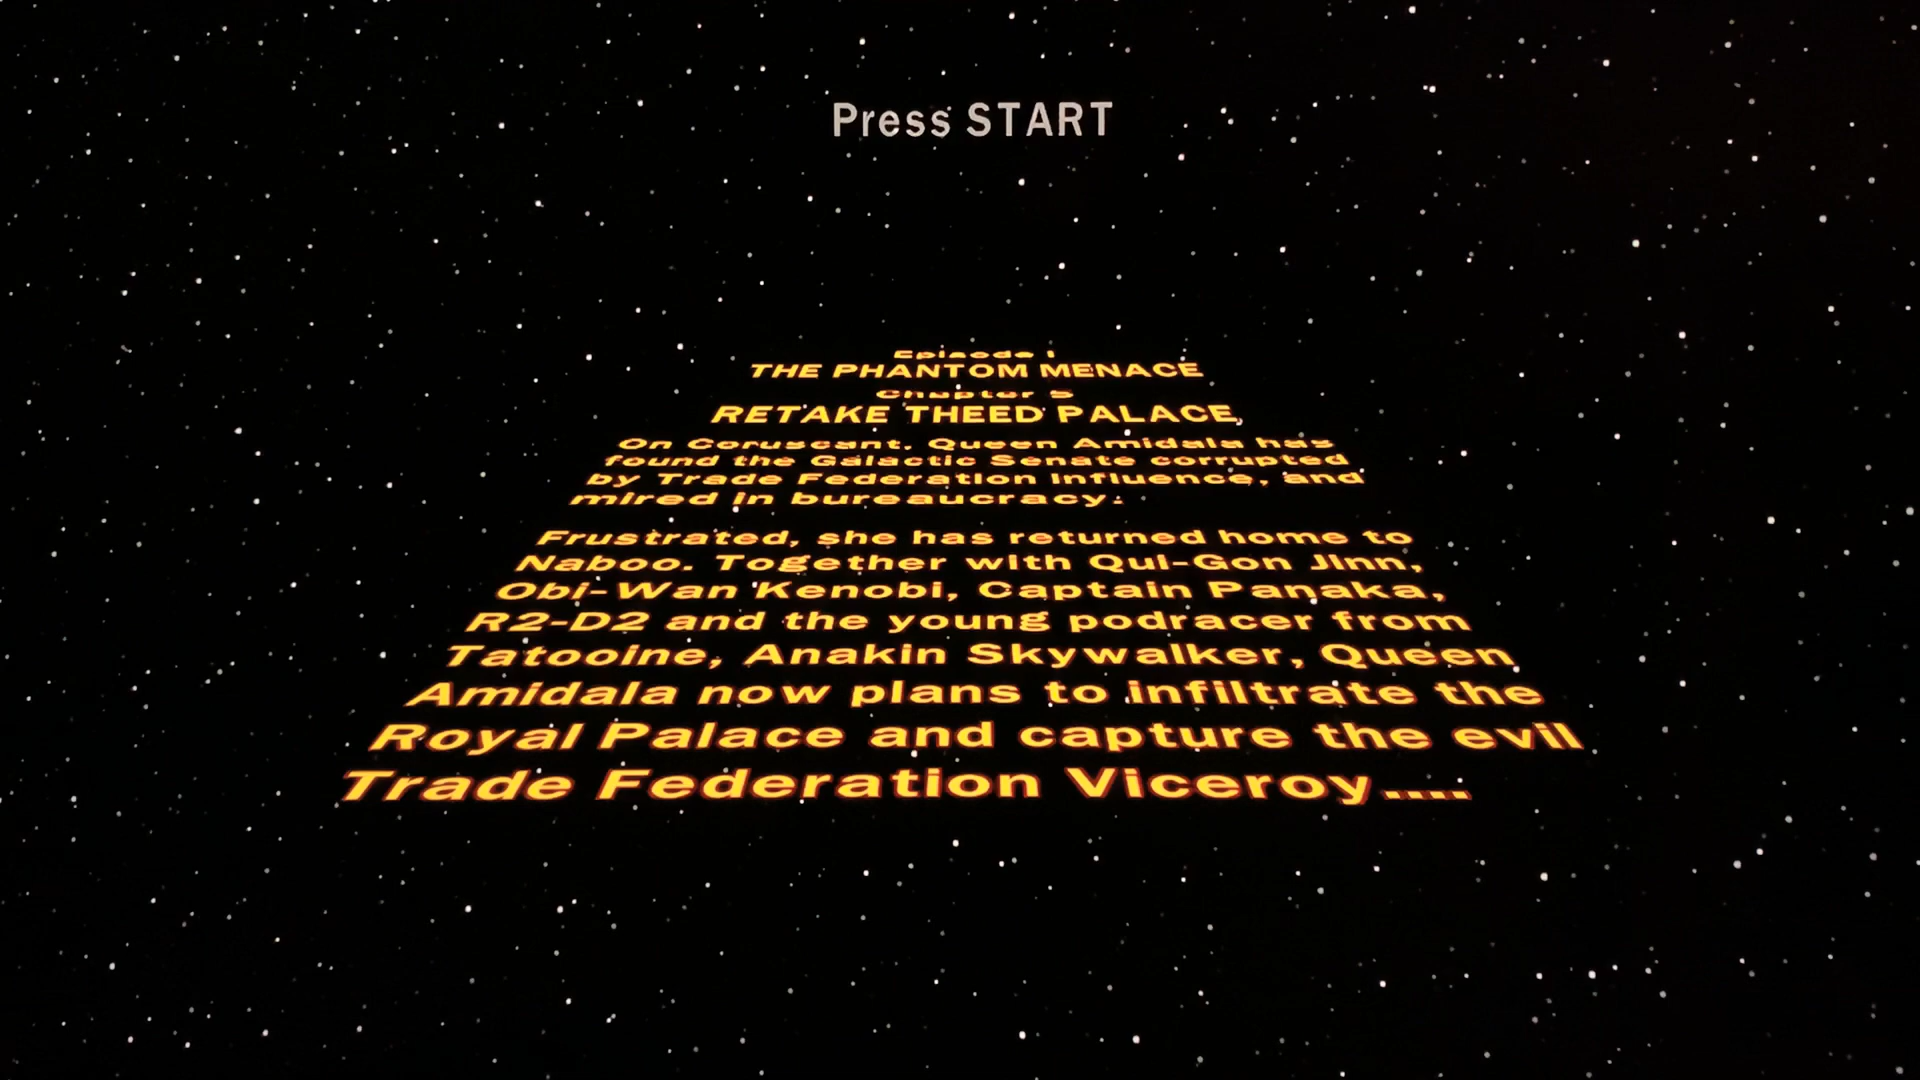 Press START
Episode I
THE PHANTOM MENACE
Chapter 5
RETAKE THEED PALACE
On Coruscant, Queen Amidala has
found the Galactic Senate corrupted
by Trade Federation influence, and
mired in bureaucracy.
Frustrated, she has returned home to
Naboo. Together with Qui-Gon Jinn,
Obi-Wan Kenobi, Captain Panaka,
R2-D2 and the young podracer from
Tatooine, Anakin Skywalker, Queen
Amidala now plans to infiltrate the
Royal Palace and capture the evil
Trade Federation Viceroy....